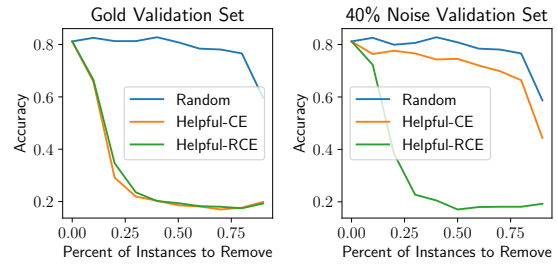 Gold Validation Set
Accuracy
0.8
0.6
0.4
0.2
Random
Helpful-CE
Helpful-RCE
0.00 0.25 0.50 0.75
Percent of Instances to Remove
40% Noise Validation Set
Accuracy
0.8
0.6
0.4
0.2
Random
Helpful-CE
Helpful-RCE
0.00 0.25 0.50 0.75
Percent of Instances to Remove